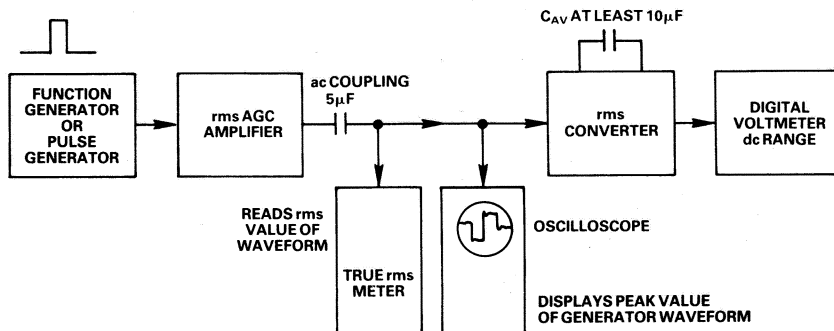 C_AV AT LEAST 10μF
FUNCTION
GENERATOR
OR
PULSE
GENERATOR
rms AGC
AMPLIFIER
ac COUPLING
5μF
rms
CONVERTER
DIGITAL
VOLTMETER
dc RANGE
READS rms
VALUE OF
WAVEFORM
TRUE rms
METER
OSCILLOSCOPE
DISPLAYS PEAK VALUE
OF GENERATOR WAVEFORM